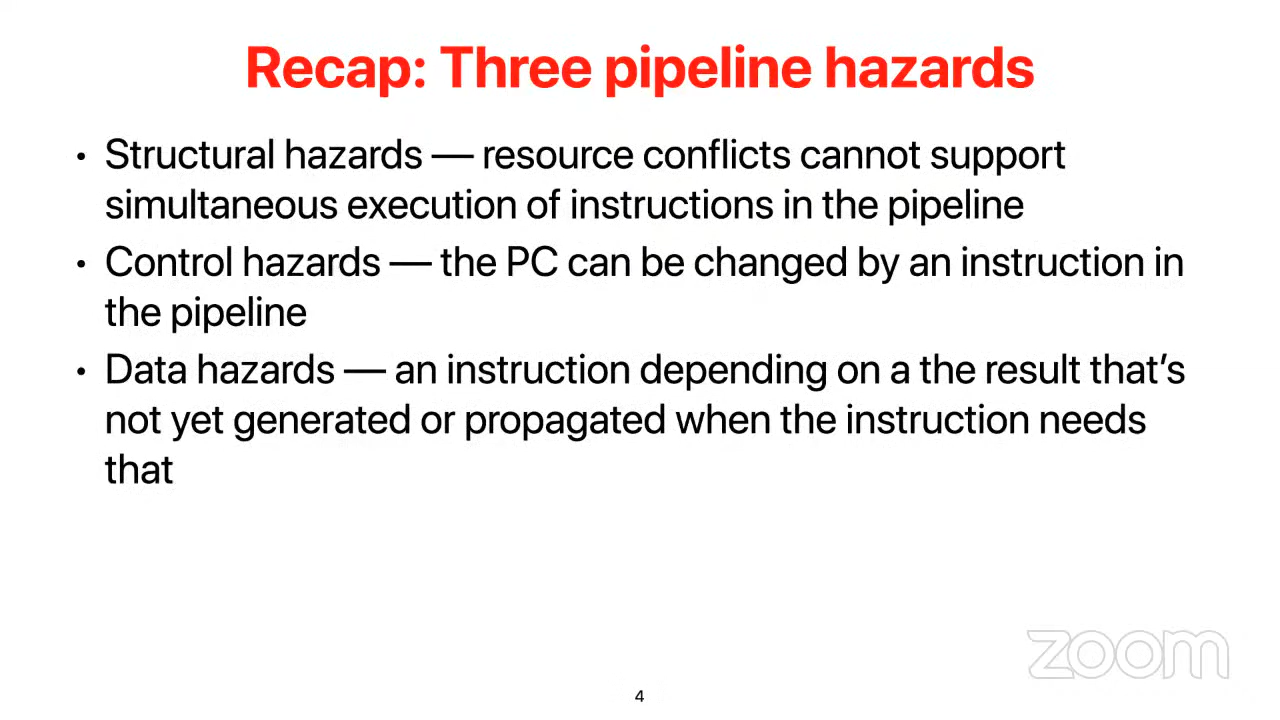 Recap: Three pipeline hazards
• Structural hazards — resource conflicts cannot support
simultaneous execution of instructions in the pipeline
• Control hazards — the PC can be changed by an instruction in
the pipeline
• Data hazards — an instruction depending on a the result that’s
not yet generated or propagated when the instruction needs
that
zoom
4